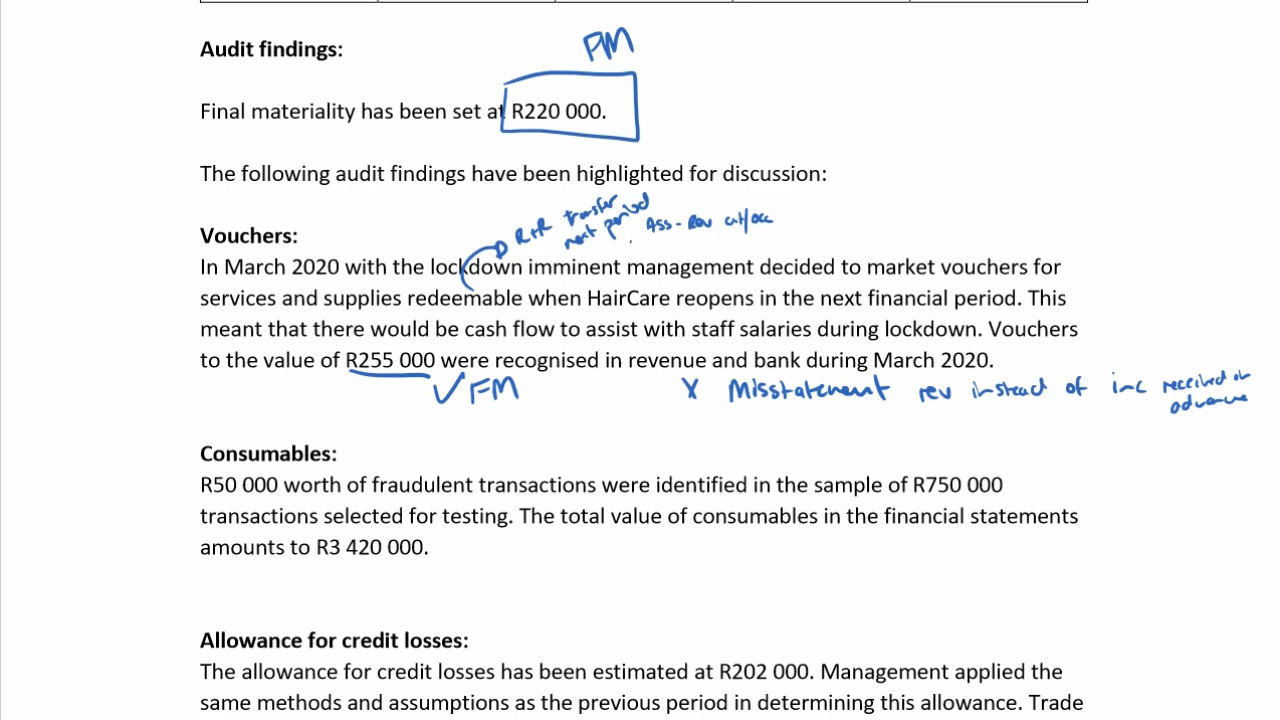 Audit findings:
PM
Final materiality has been set at R220 000.
The following audit findings have been highlighted for discussion:
R+R transfer
next period
Ass - Rev cut/occ
Vouchers:
In March 2020 with the lockdown imminent management decided to market vouchers for
services and supplies redeemable when HairCare reopens in the next financial period. This
meant that there would be cash flow to assist with staff salaries during lockdown. Vouchers
to the value of R255 000 were recognised in revenue and bank during March 2020.
✓ FM
X Misstatement rev instead of inc received in
advance
Consumables:
R50 000 worth of fraudulent transactions were identified in the sample of R750 000
transactions selected for testing. The total value of consumables in the financial statements
amounts to R3 420 000.
Allowance for credit losses:
The allowance for credit losses has been estimated at R202 000. Management applied the
same methods and assumptions as the previous period in determining this allowance. Trade